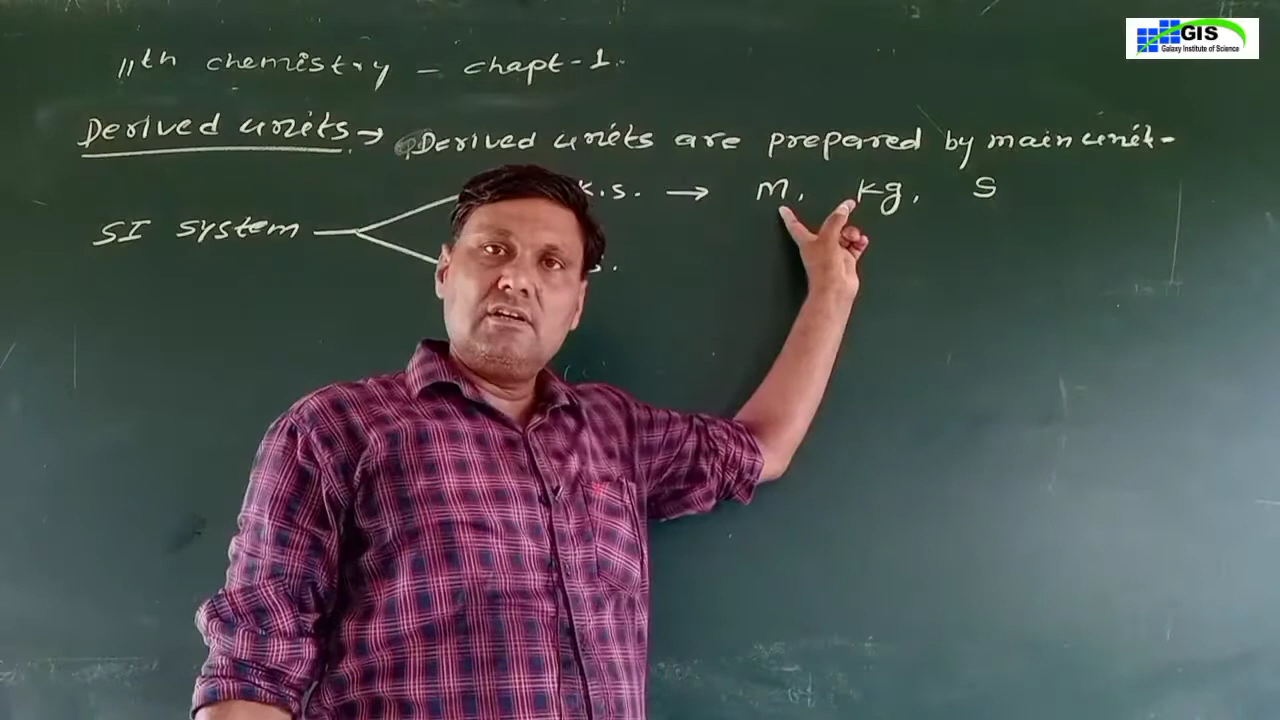 GIS
Galaxy Institute of Science
11th chemistry - chapt-1.
Derived units → Derived units are prepared by main unit-
K.S. → M, Kg, S
SI system
S.